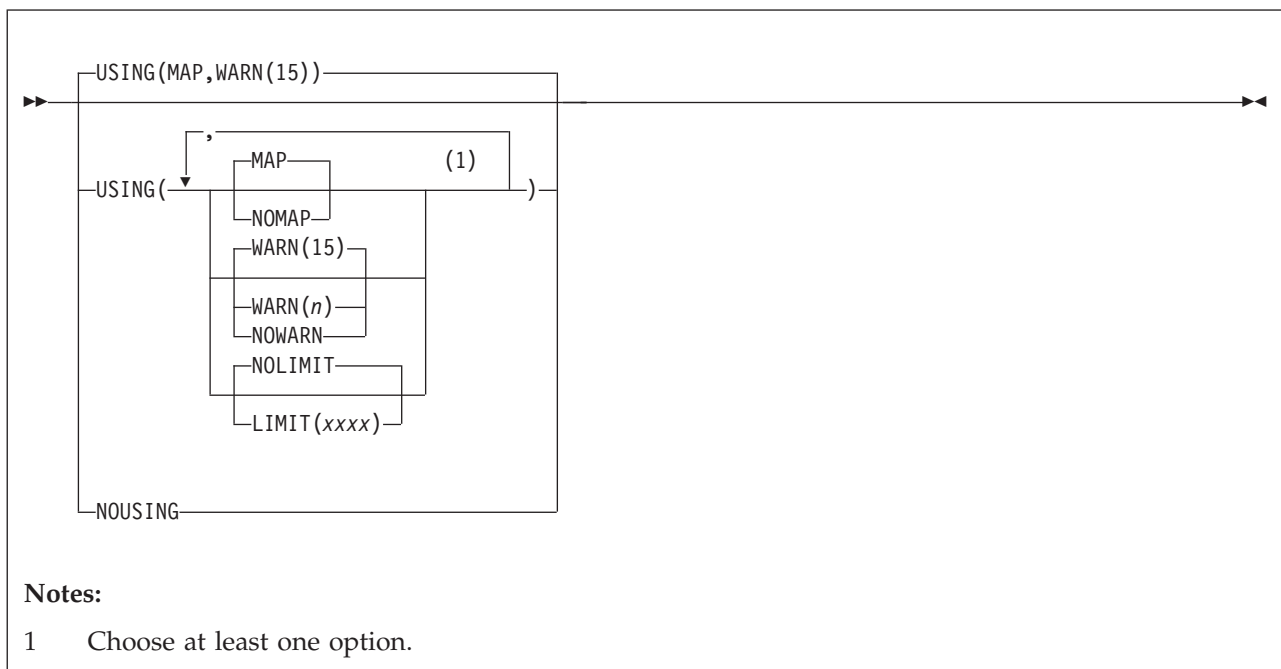 USING(MAP,WARN(15))
,
MAP (1)
USING( )
NOMAP
WARN(15)
WARN(n)
NOWARN
NOLIMIT
LIMIT(xxxx)
NOUSING
Notes:
1 Choose at least one option.